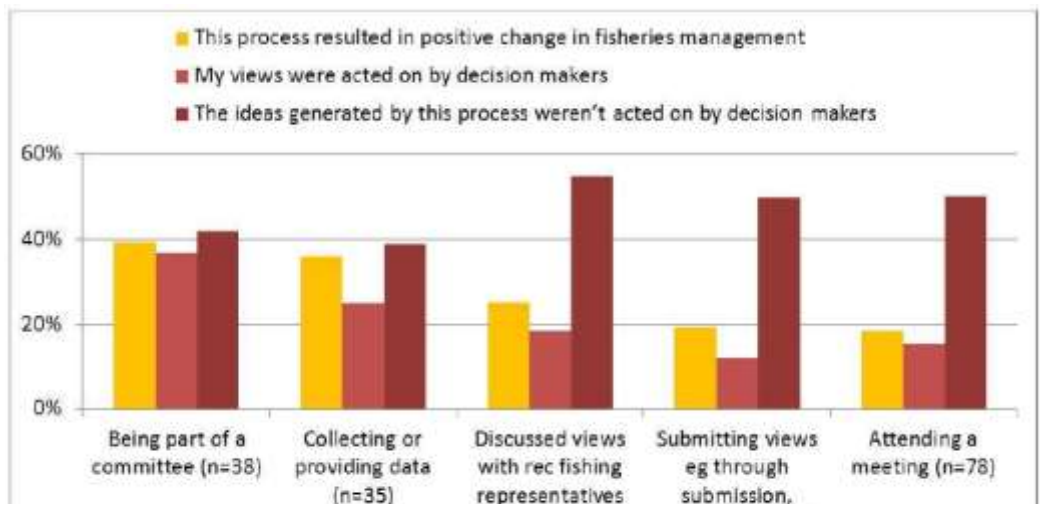 This process resulted in positive change in fisheries management
My views were acted on by decision makers
The ideas generated by this process weren't acted on by decision makers
60%
40%
20%
0%
Being part of a
committee (n=38)
Collecting or
providing data
(n=35)
Discussed views
with rec fishing
representatives
Submitting views
eg through
submission,
Attending a
meeting (n=78)